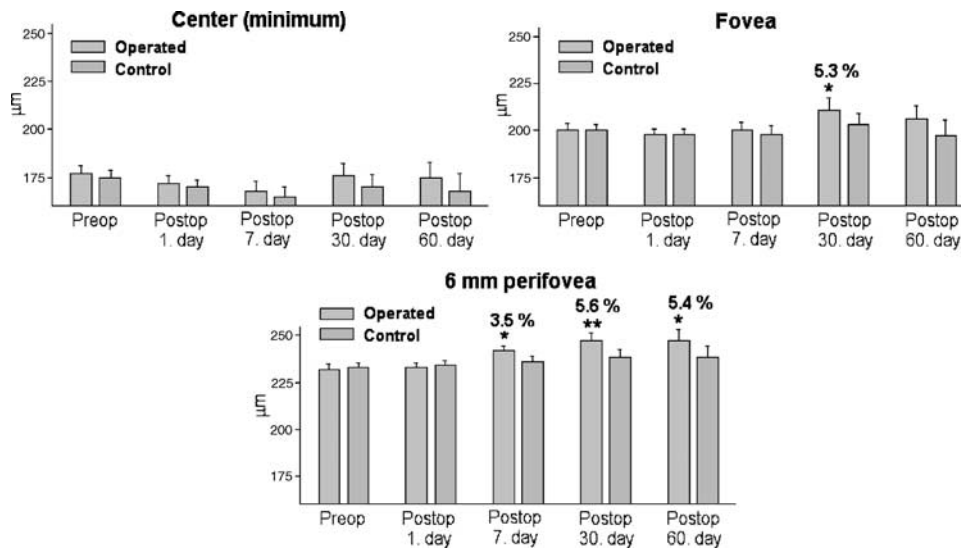 Center (minimum)
250
225
200
175
µm
Operated
Control
Preop
Postop
1. day
Postop
7. day
Postop
30. day
Postop
60. day
Fovea
250
225
200
175
µm
Operated
Control
5.3 %
*
Preop
Postop
1. day
Postop
7. day
Postop
30. day
Postop
60. day
6 mm perifovea
250
225
200
175
µm
Operated
Control
3.5 %
*
5.6 %
**
5.4 %
*
Preop
Postop
1. day
Postop
7. day
Postop
30. day
Postop
60. day